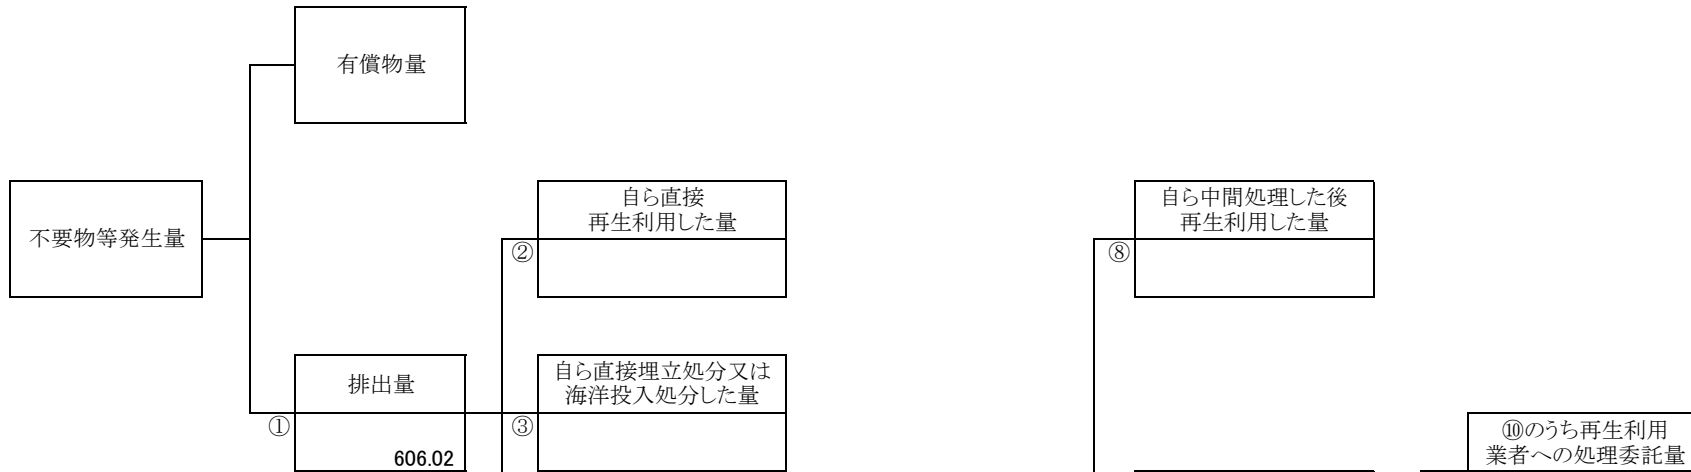 有償物量
不要物等発生量
自ら直接
再生利用した量
②
自ら中間処理した後
再生利用した量
⑧
排出量
①
606.02
自ら直接埋立処分又は
海洋投入処分した量
③
⑩のうち再生利用
業者への処理委託量